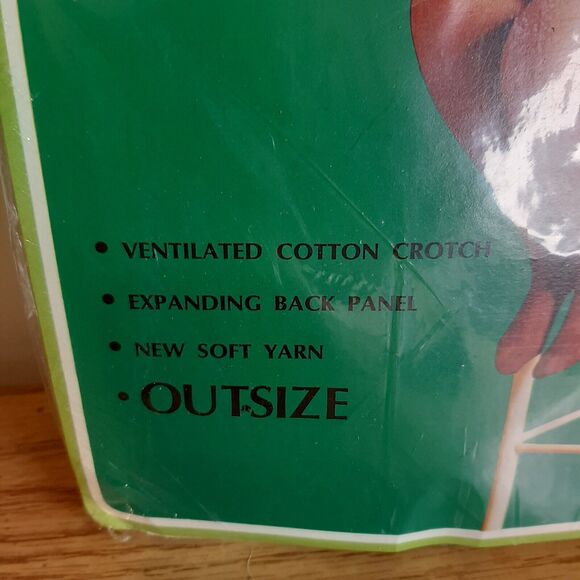 • VENTILATED COTTON CROTCH
• EXPANDING BACK PANEL
• NEW SOFT YARN
• OUTSIZE